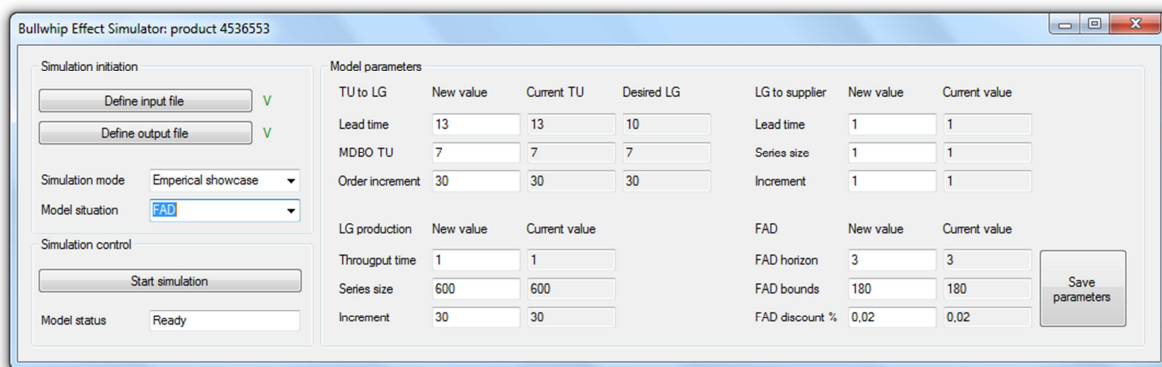 Bullwhip Effect Simulator: product 4536553
Simulation initiation
Define input file V
Define output file V
Simulation mode Emperical showcase
Model situation FAD
Simulation control
Start simulation
Model status Ready
Model parameters
TU to LG New value Current TU Desired LG
Lead time 13 13 10
MDBO TU 7 7 7
Order increment 30 30 30
LG to supplier New value Current value
Lead time 1 1
Series size 1 1
Increment 1 1
LG production New value Current value
Througput time 1 1
Series size 600 600
Increment 30 30
FAD New value Current value
FAD horizon 3 3
FAD bounds 180 180
FAD discount % 0,02 0,02
Save
parameters